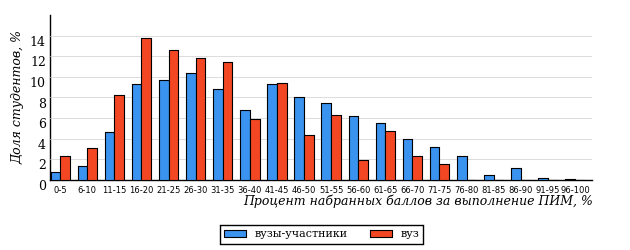 Доля студентов, %
14
12
10
8
6
4
2
0
0-5 6-10 11-15 16-20 21-25 26-30 31-35 36-40 41-45 46-50 51-55 56-60 61-65 66-70 71-75 76-80 81-85 86-90 91-95 96-100
Процент набранных баллов за выполнение ПИМ, %
вузы-участники вуз